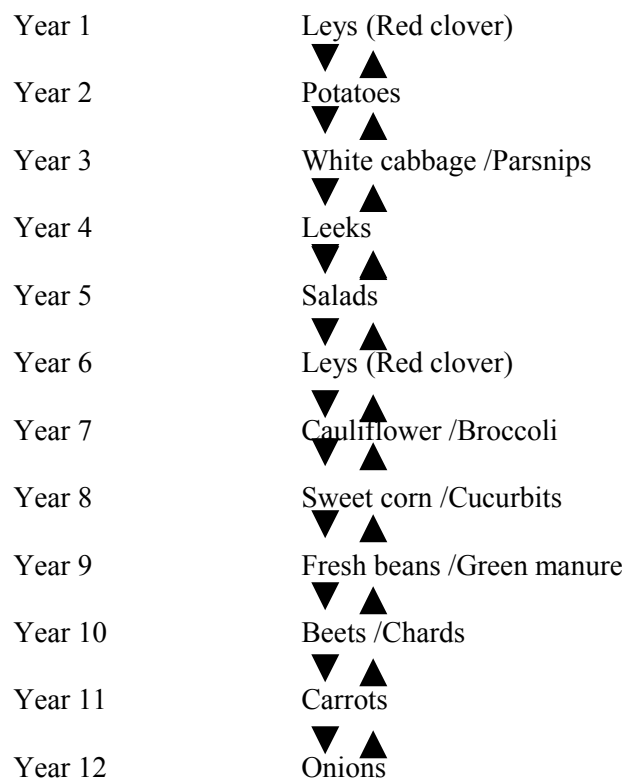 Year 1 Leys (Red clover)
Year 2 Potatoes
Year 3 White cabbage /Parsnips
Year 4 Leeks
Year 5 Salads
Year 6 Leys (Red clover)
Year 7 Cauliflower /Broccoli
Year 8 Sweet corn /Cucurbits
Year 9 Fresh beans /Green manure
Year 10 Beets /Chards
Year 11 Carrots
Year 12 Onions